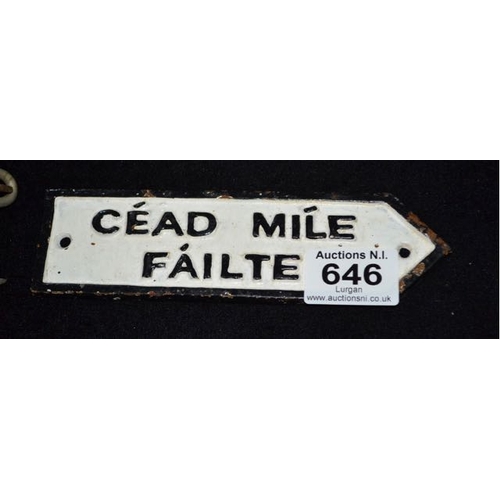 CÉAD MÍLE
FÁILTE
Auctions N.I.
646
Lurgan
www.auctionsni.co.uk